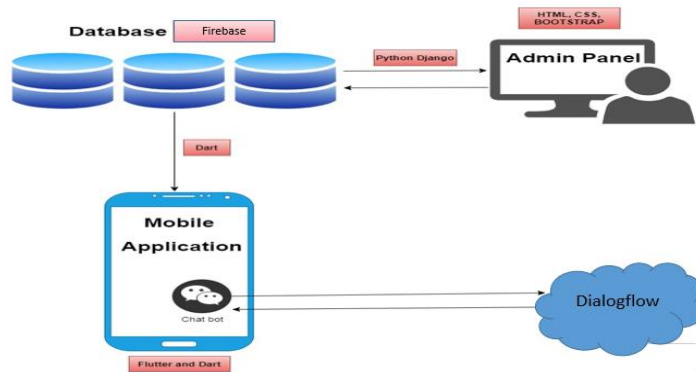 HTML, CSS,
BOOTSTRAP
Database
Firebase
Python Django
Admin Panel
Dart
Mobile
Application
Chat bot
Dialogflow
Flutter and Dart